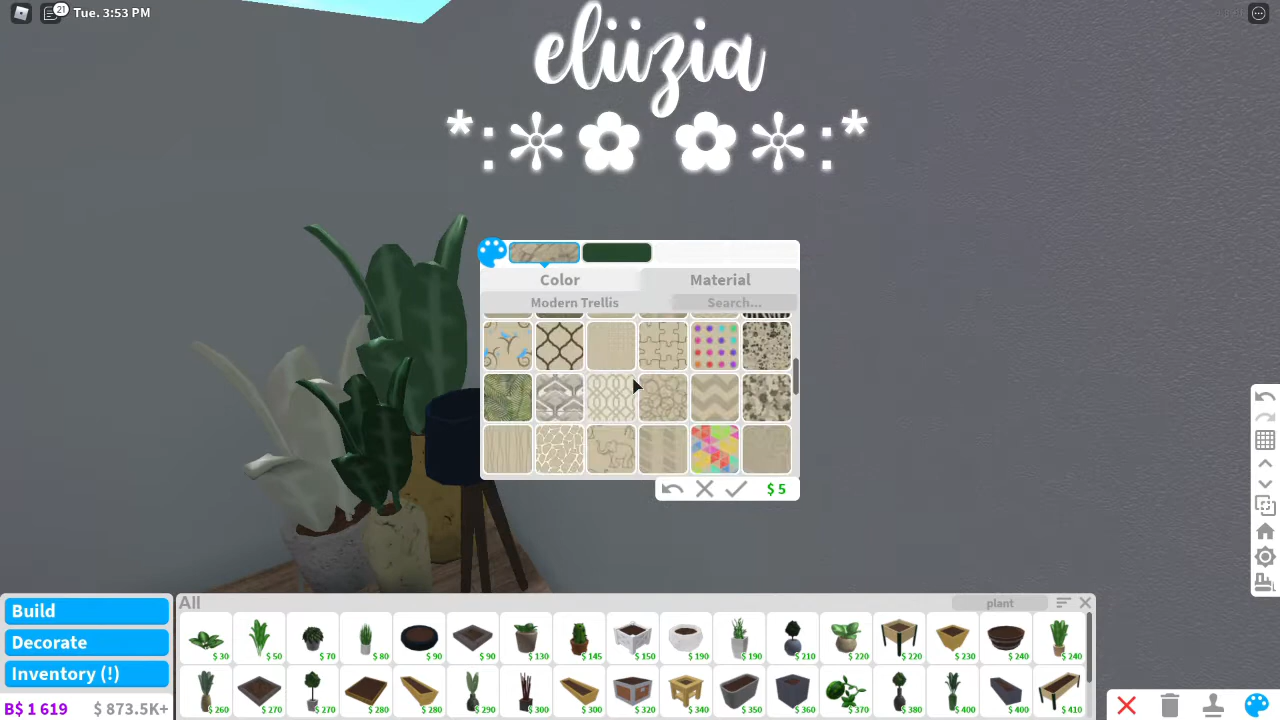 21 Tue. 3:53 PM
eliizia
*:✼✿ ✿✼:*
Color Material
Modern Trellis Search...
$ 5
Build
Decorate
Inventory (!)
B$ 1 619 $ 873.5K+
All plant
$ 30 $ 50 $ 70 $ 80 $ 90 $ 90 $ 130 $ 145 $ 150 $ 190 $ 190 $ 210 $ 220 $ 220 $ 230 $ 240 $ 240
$ 260 $ 270 $ 270 $ 280 $ 280 $ 290 $ 300 $ 300 $ 320 $ 340 $ 350 $ 360 $ 370 $ 380 $ 400 $ 400 $ 410